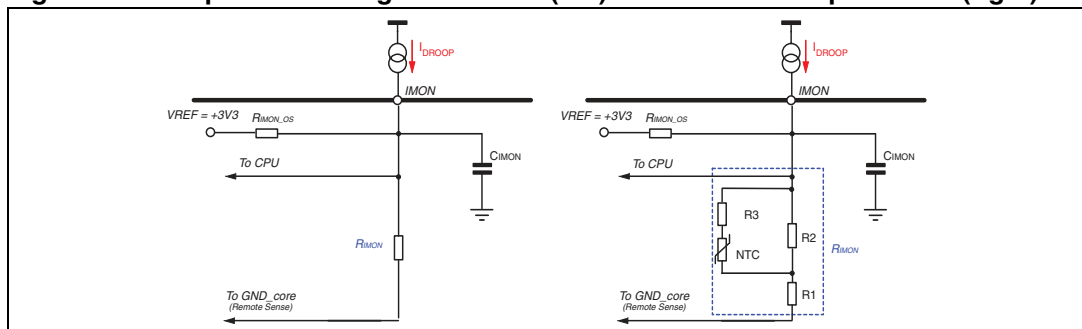 IDROOP
IMON
VREF = +3V3
RIMON_OS
CIMON
To CPU
RIMON
To GND_core
(Remote Sense)
IDROOP
IMON
VREF = +3V3
RIMON_OS
CIMON
To CPU
R3
R2
NTC
RIMON
R1
To GND_core
(Remote Sense)